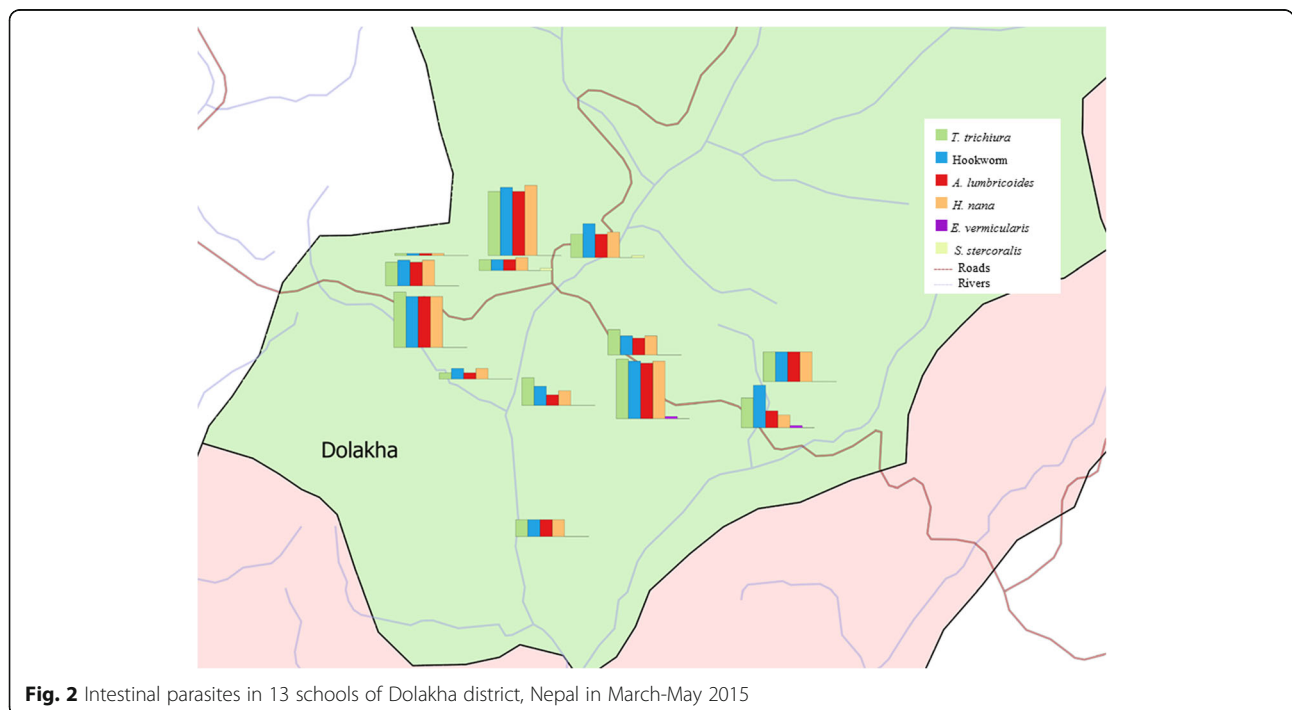 T. trichiura
Hookworm
A. lumbricoides
H. nana
E. vermicularis
S. stercoralis
Roads
Rivers
Dolakha
Fig. 2 Intestinal parasites in 13 schools of Dolakha district, Nepal in March-May 2015